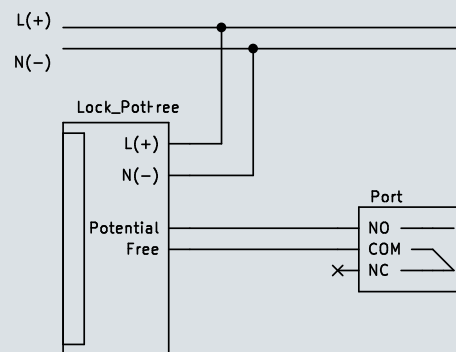 L(+)
N(-)
Lock_PotFree
L(+)
N(-)
Potential
Free
Port
NO
COM
NC